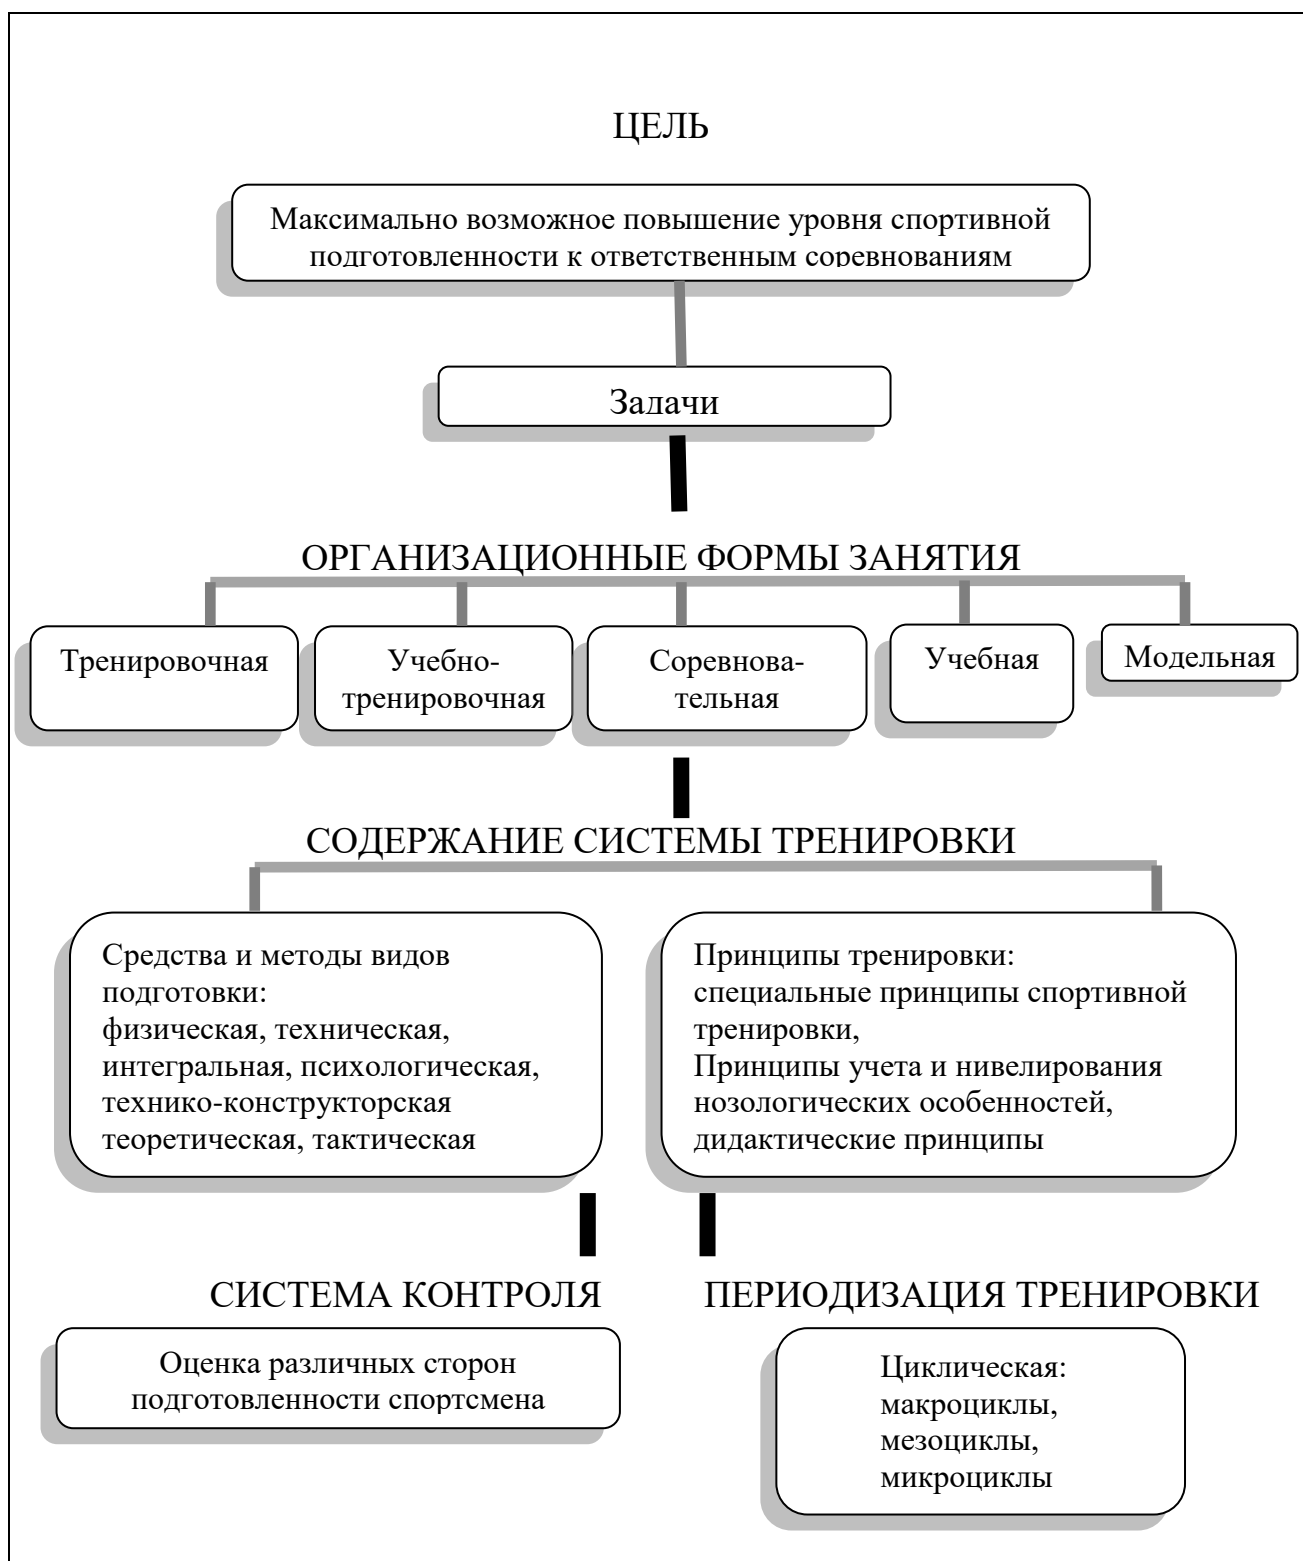 ЦЕЛЬ
Максимально возможное повышение уровня спортивной
подготовленности к ответственным соревнованиям
Задачи
ОРГАНИЗАЦИОННЫЕ ФОРМЫ ЗАНЯТИЯ
Тренировочная
Учебно-
тренировочная
Соревнова-
тельная
Учебная
Модельная
СОДЕРЖАНИЕ СИСТЕМЫ ТРЕНИРОВКИ
Средства и методы видов
подготовки:
физическая, техническая,
интегральная, психологическая,
технико-конструкторская
теоретическая, тактическая
Принципы тренировки:
специальные принципы спортивной
тренировки,
Принципы учета и нивелирования
нозологических особенностей,
дидактические принципы
СИСТЕМА КОНТРОЛЯ
Оценка различных сторон
подготовленности спортсмена
ПЕРИОДИЗАЦИЯ ТРЕНИРОВКИ
Циклическая:
макроциклы,
мезоциклы,
микроциклы